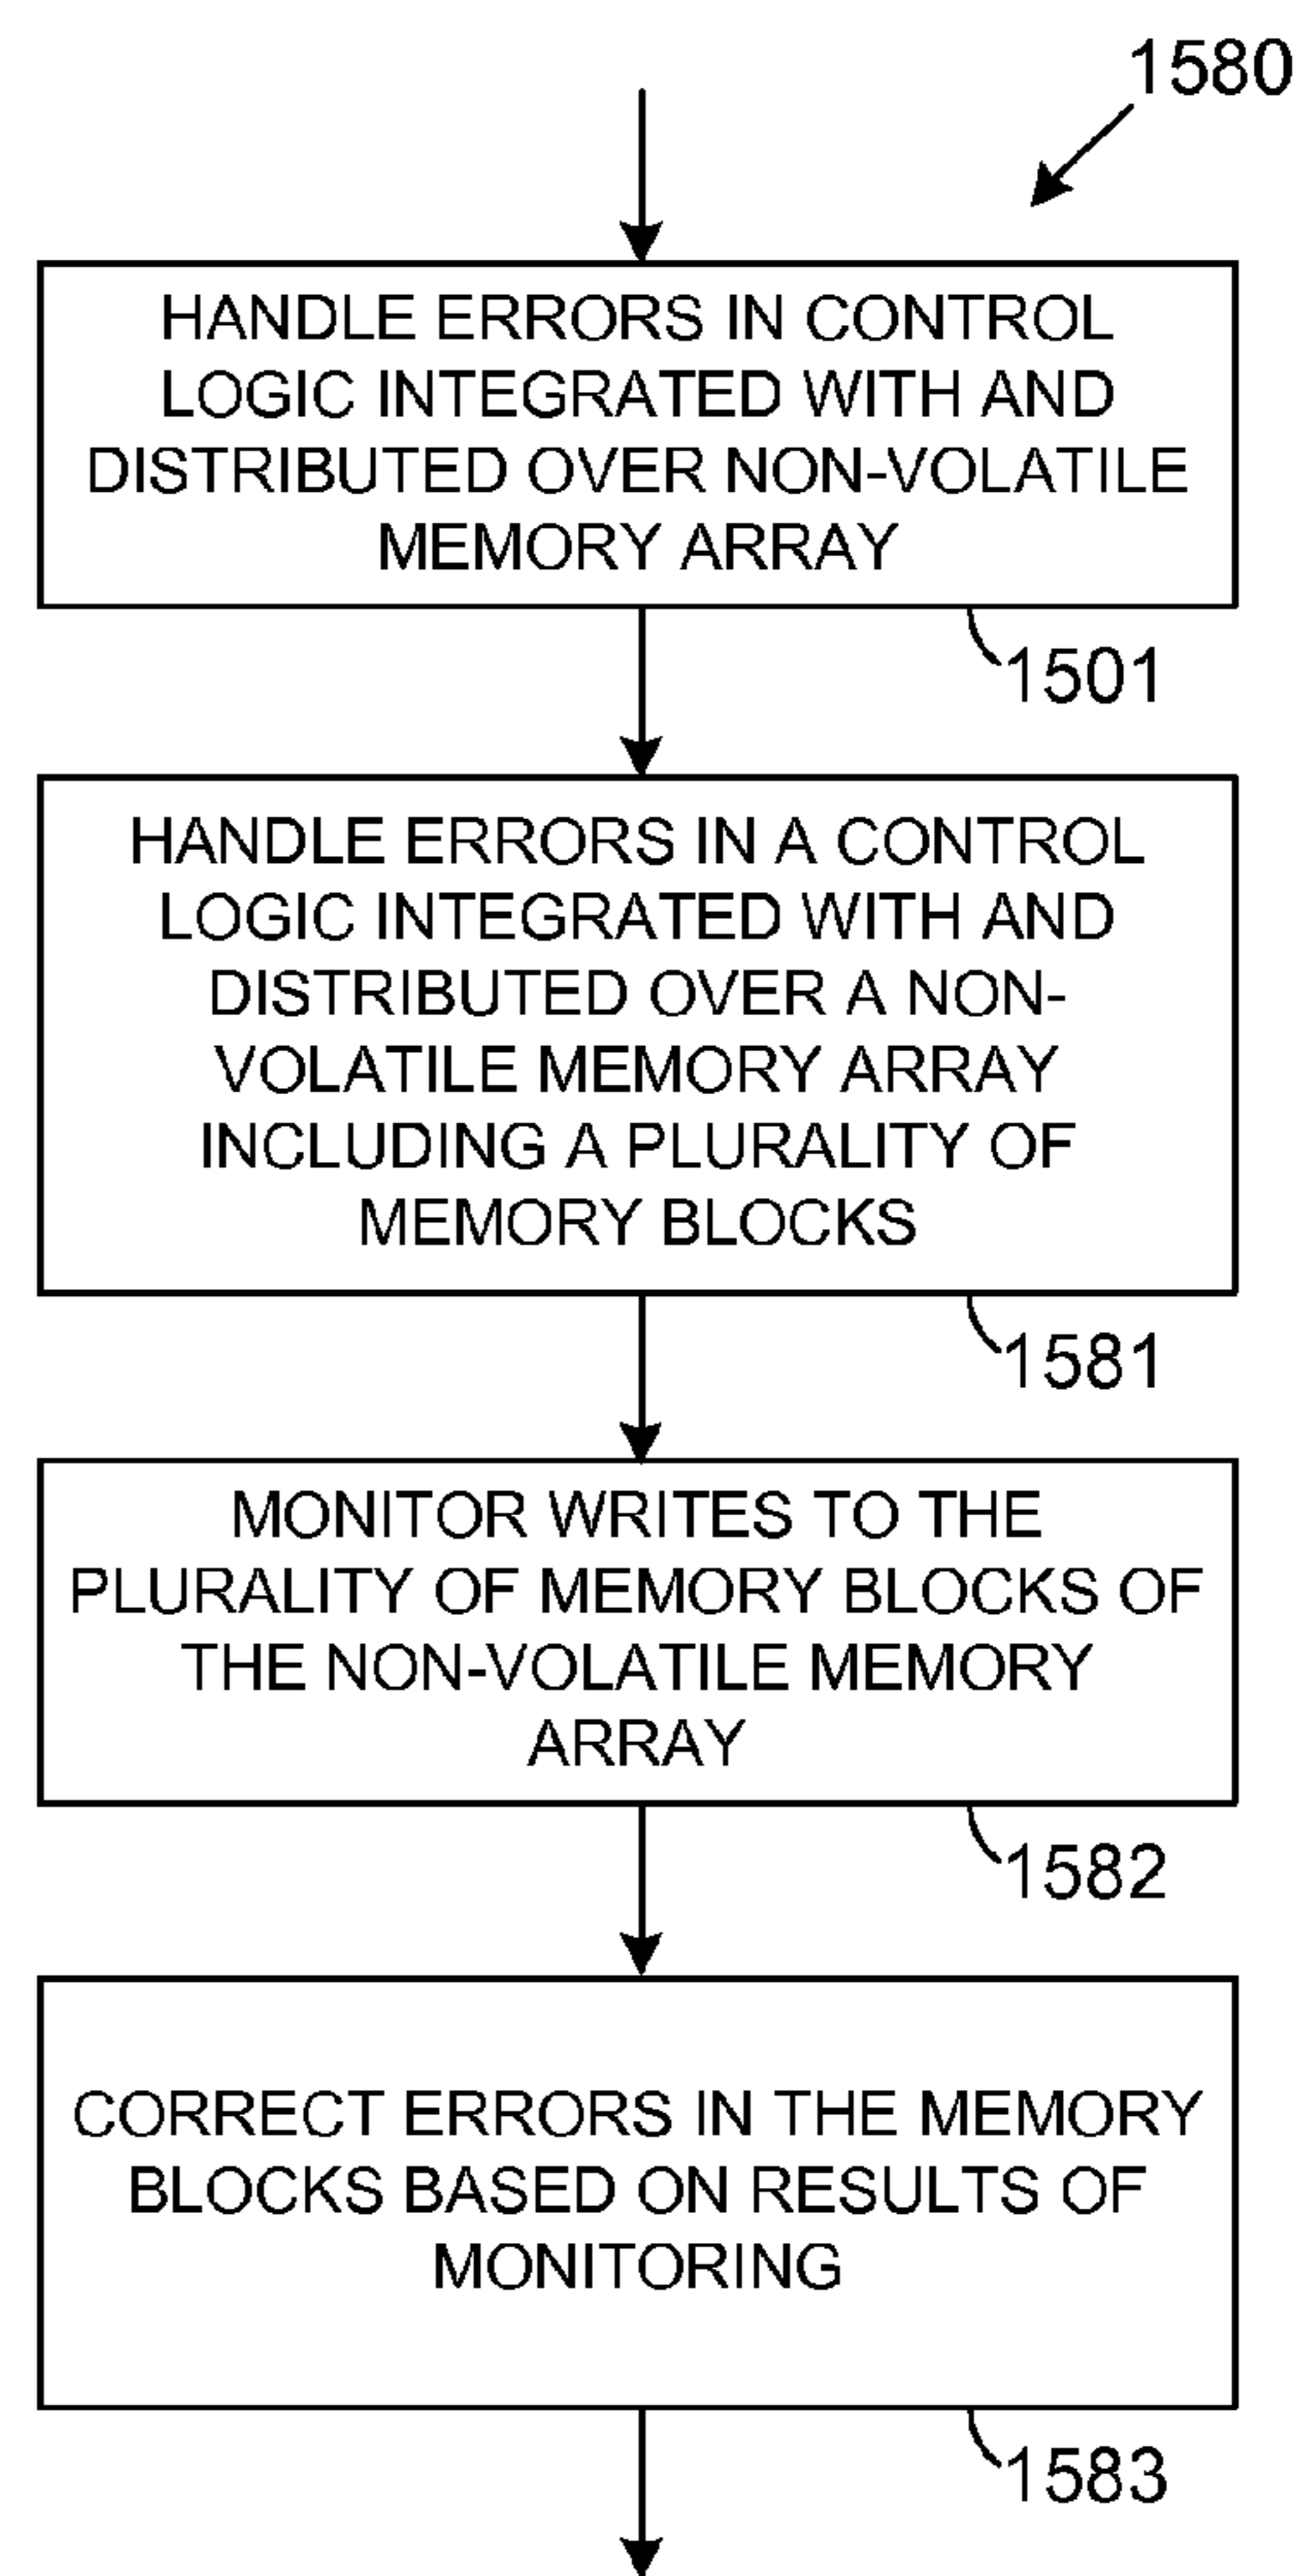 1580
HANDLE ERRORS IN CONTROL
LOGIC INTEGRATED WITH AND
DISTRIBUTED OVER NON-VOLATILE
MEMORY ARRAY
1501
HANDLE ERRORS IN A CONTROL
LOGIC INTEGRATED WITH AND
DISTRIBUTED OVER A NON-
VOLATILE MEMORY ARRAY
INCLUDING A PLURALITY OF
MEMORY BLOCKS
1581
MONITOR WRITES TO THE
PLURALITY OF MEMORY BLOCKS OF
THE NON-VOLATILE MEMORY
ARRAY
1582
CORRECT ERRORS IN THE MEMORY
BLOCKS BASED ON RESULTS OF
MONITORING
1583